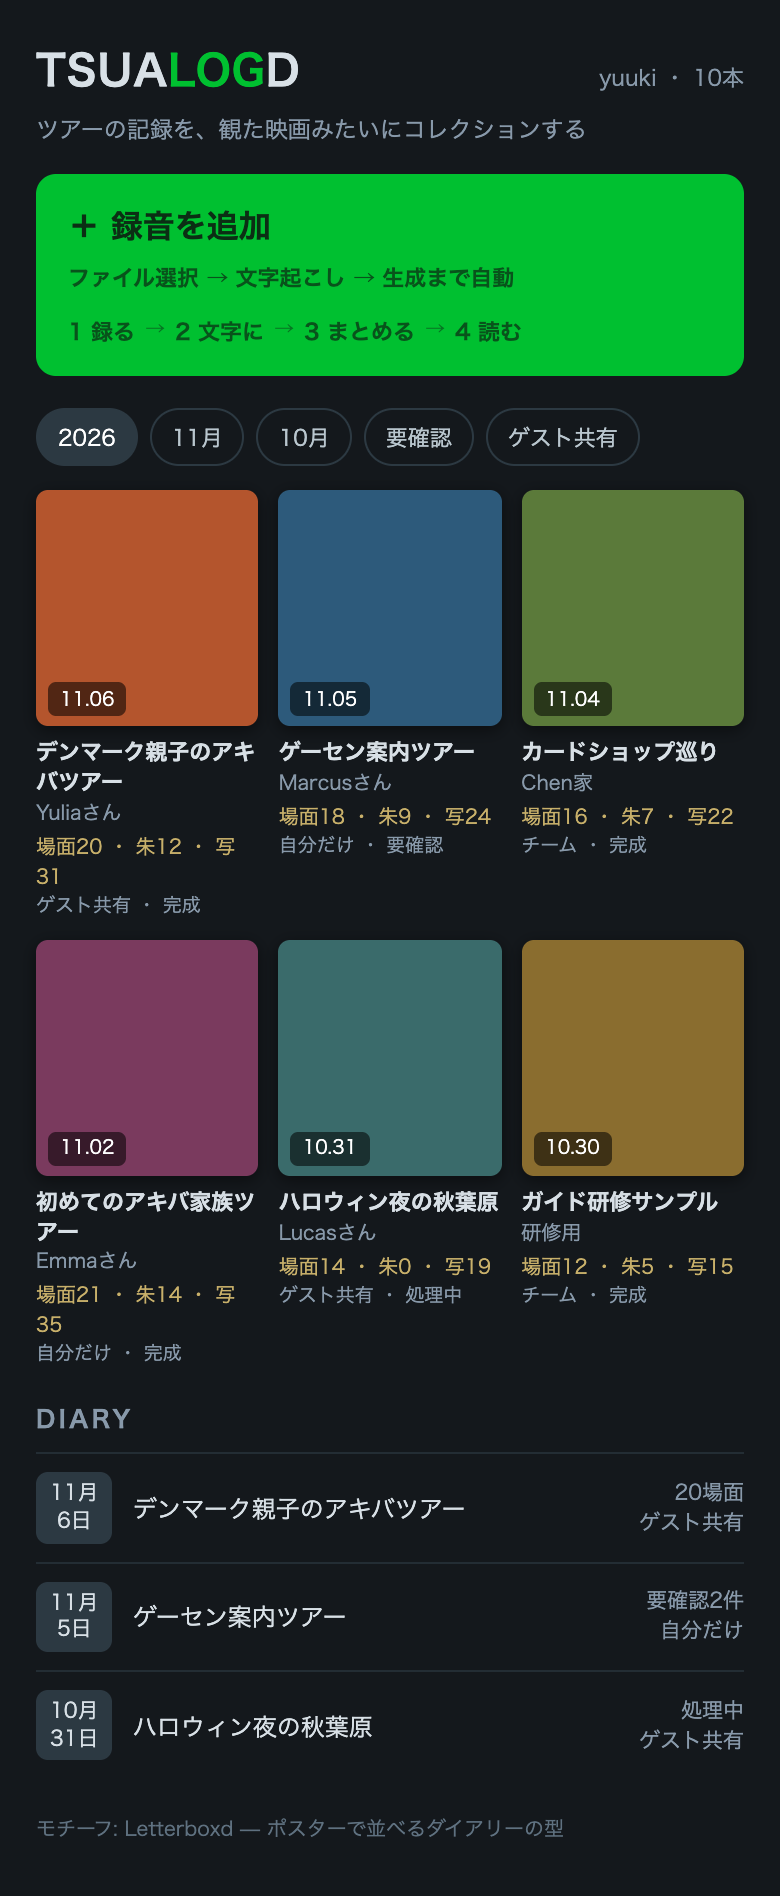 TSUALOGD
yuuki ・ 10本
ツアーの記録を、観た映画みたいにコレクションする
＋ 録音を追加
ファイル選択 → 文字起こし → 生成まで自動
1 録る → 2 文字に → 3 まとめる → 4 読む
2026
11月
10月
要確認
ゲスト共有
11.06
デンマーク親子のアキ
バツアー
Yuliaさん
場面20 ・ 朱12 ・ 写
31
ゲスト共有 ・ 完成
11.05
ゲーセン案内ツアー
Marcusさん
場面18 ・ 朱9 ・ 写24
自分だけ ・ 要確認
11.04
カードショップ巡り
Chen家
場面16 ・ 朱7 ・ 写22
チーム ・ 完成
11.02
初めてのアキバ家族ツ
アー
Emmaさん
場面21 ・ 朱14 ・ 写
35
自分だけ ・ 完成
10.31
ハロウィン夜の秋葉原
Lucasさん
場面14 ・ 朱0 ・ 写19
ゲスト共有 ・ 処理中
10.30
ガイド研修サンプル
研修用
場面12 ・ 朱5 ・ 写15
チーム ・ 完成
DIARY
11月
6日
デンマーク親子のアキバツアー
20場面
ゲスト共有
11月
5日
ゲーセン案内ツアー
要確認2件
自分だけ
10月
31日
ハロウィン夜の秋葉原
処理中
ゲスト共有
モチーフ: Letterboxd — ポスターで並べるダイアリーの型